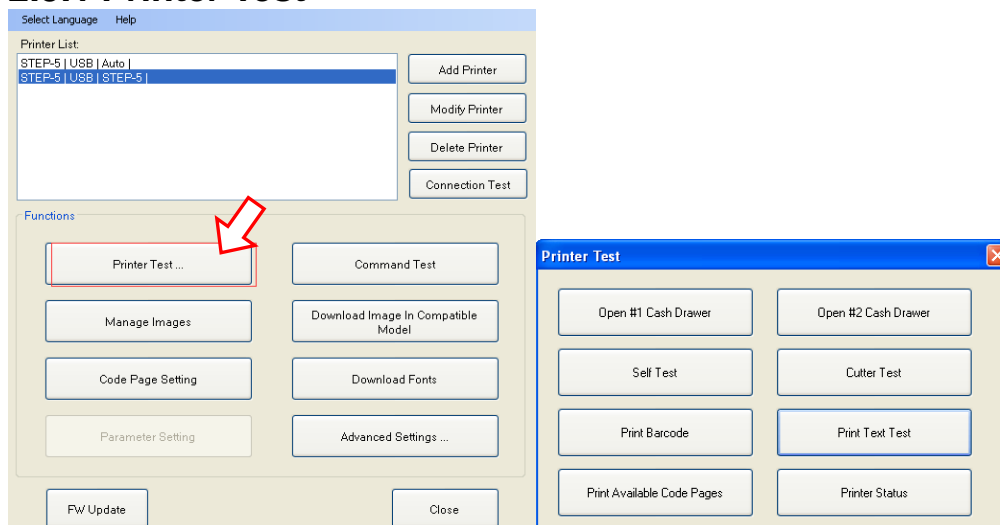 Select Language Help
Printer List:
STEP-5 | USB | Auto |
STEP-5 | USB | STEP-5 |
Add Printer
Modify Printer
Delete Printer
Connection Test
Functions
Printer Test ...
Command Test
Manage Images
Download Image In Compatible
Model
Code Page Setting
Download Fonts
Parameter Setting
Advanced Settings ...
FW Update
Close
Printer Test
Open #1 Cash Drawer
Open #2 Cash Drawer
Self Test
Cutter Test
Print Barcode
Print Text Test
Print Available Code Pages
Printer Status